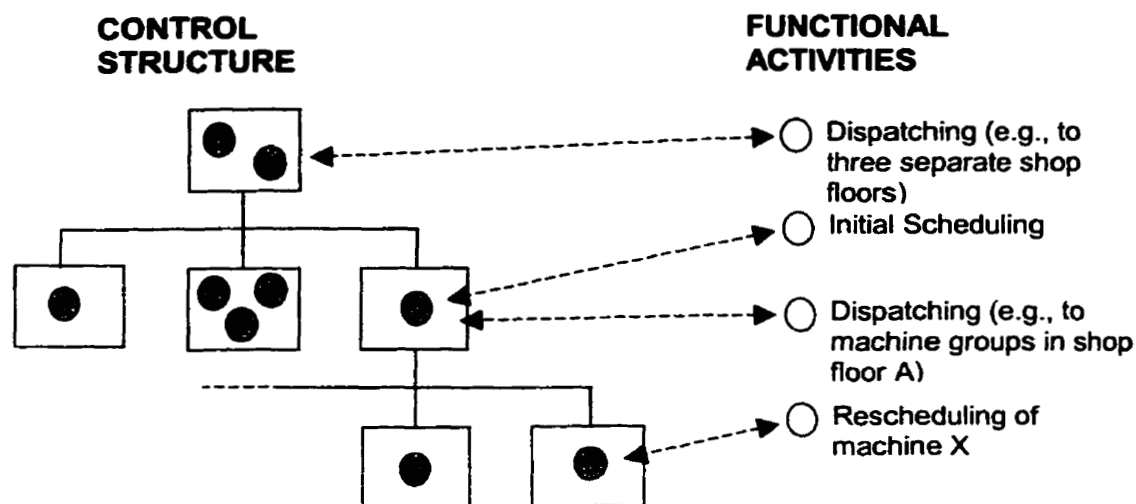 CONTROL
STRUCTURE
FUNCTIONAL
ACTIVITIES
Dispatching (e.g., to
three separate shop
floors)
Initial Scheduling
Dispatching (e.g., to
machine groups in shop
floor A)
Rescheduling of
machine X